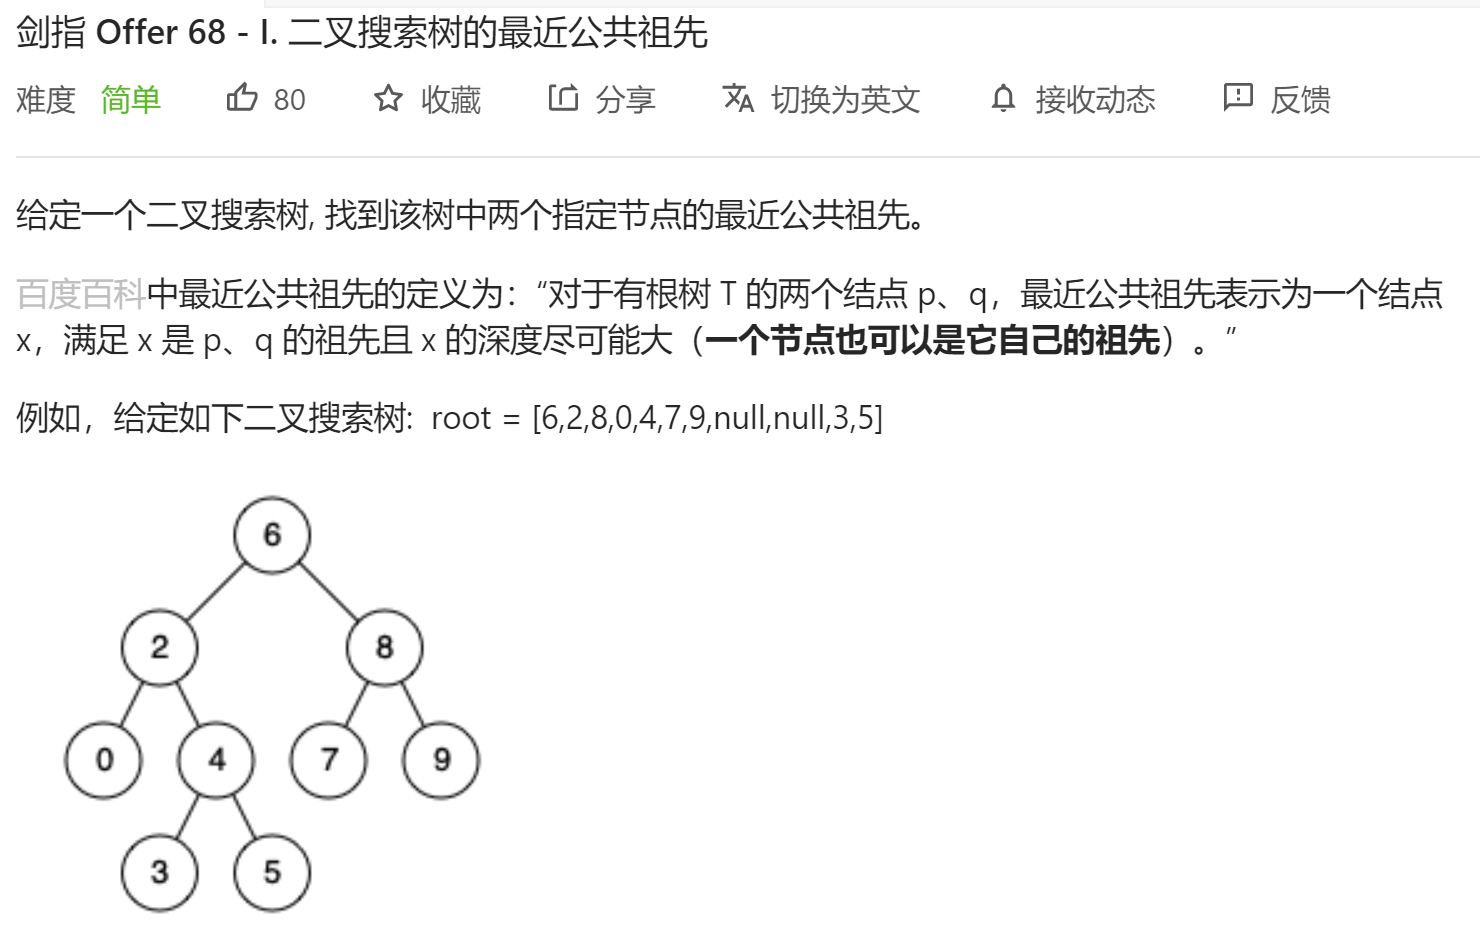 剑指 Offer 68 - I. 二叉搜索树的最近公共祖先
难度 简单 80 收藏 分享 切换为英文 接收动态 反馈
给定一个二叉搜索树, 找到该树中两个指定节点的最近公共祖先。
百度百科中最近公共祖先的定义为：“对于有根树 T 的两个结点 p、q，最近公共祖先表示为一个结点
x，满足 x 是 p、q 的祖先且 x 的深度尽可能大（一个节点也可以是它自己的祖先）。”
例如，给定如下二叉搜索树: root = [6,2,8,0,4,7,9,null,null,3,5]
6
2 8
0 4 7 9
3 5